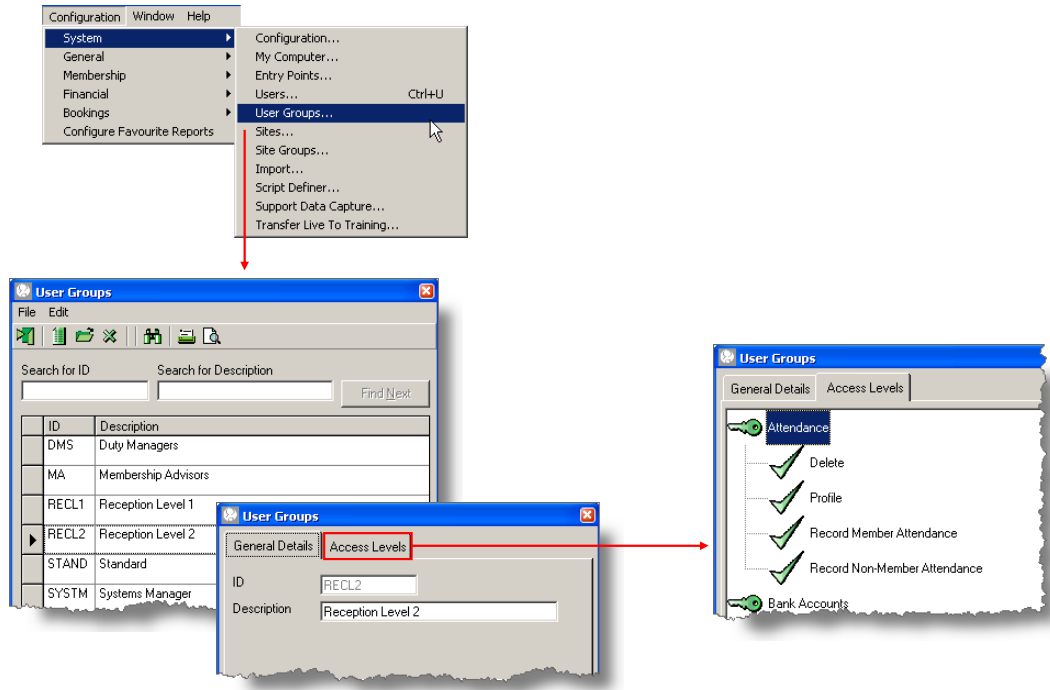 Configuration Window Help
System
General
Membership
Financial
Bookings
Configure Favourite Reports
Configuration...
My Computer...
Entry Points...
Users... Ctrl+U
User Groups...
Sites...
Site Groups...
Import...
Script Definer...
Support Data Capture...
Transfer Live To Training...
User Groups
File Edit
Search for ID Search for Description
Find Next
ID Description
DMS Duty Managers
MA Membership Advisors
RECL1 Reception Level 1
RECL2 Reception Level 2
STAND Standard
SYSTM Systems Manager
User Groups
General Details Access Levels
ID RECL2
Description Reception Level 2
User Groups
General Details Access Levels
Attendance
Delete
Profile
Record Member Attendance
Record Non-Member Attendance
Bank Accounts